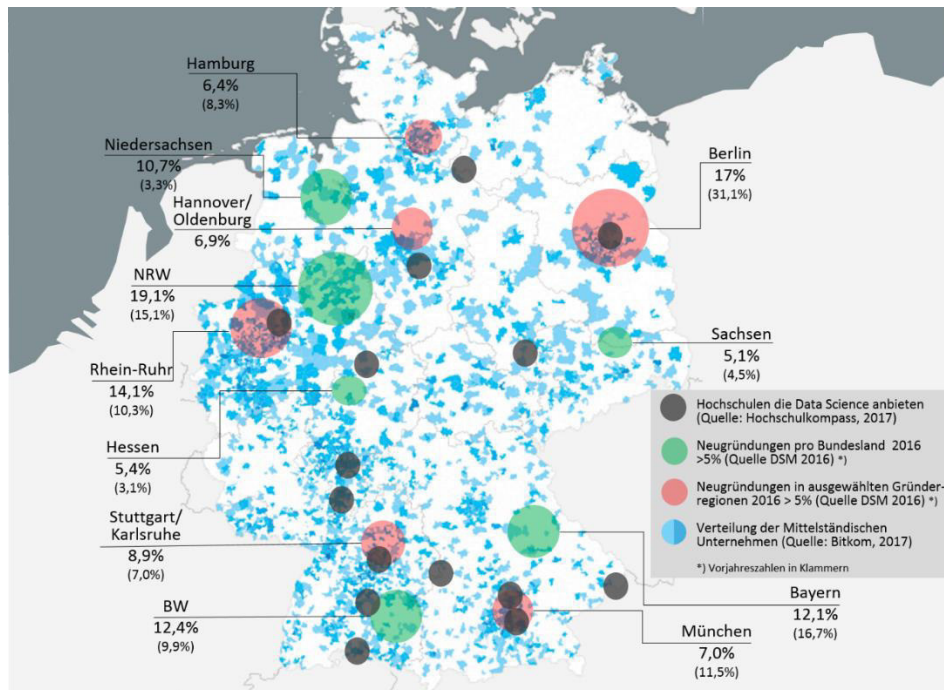 Hamburg
6,4%
(8,3%)
Niedersachsen
10,7%
(3,3%)
Hannover/
Oldenburg
6,9%
NRW
19,1%
(15,1%)
Rhein-Ruhr
14,1%
(10,3%)
Hessen
5,4%
(3,1%)
Stuttgart/
Karlsruhe
8,9%
(7,0%)
BW
12,4%
(9,9%)
Berlin
17%
(31,1%)
Sachsen
5,1%
(4,5%)
Hochschulen die Data Science anbieten
(Quelle: Hochschulkompass, 2017)
Neugründungen pro Bundesland 2016
>5% (Quelle DSM 2016) *)
Neugründungen in ausgewählten Gründer-
regionen 2016 > 5% (Quelle DSM 2016) *)
Verteilung der Mittelständischen
Unternehmen (Quelle: Bitkom, 2017)
*) Vorjahreszahlen in Klammern
Bayern
12,1%
(16,7%)
München
7,0%
(11,5%)